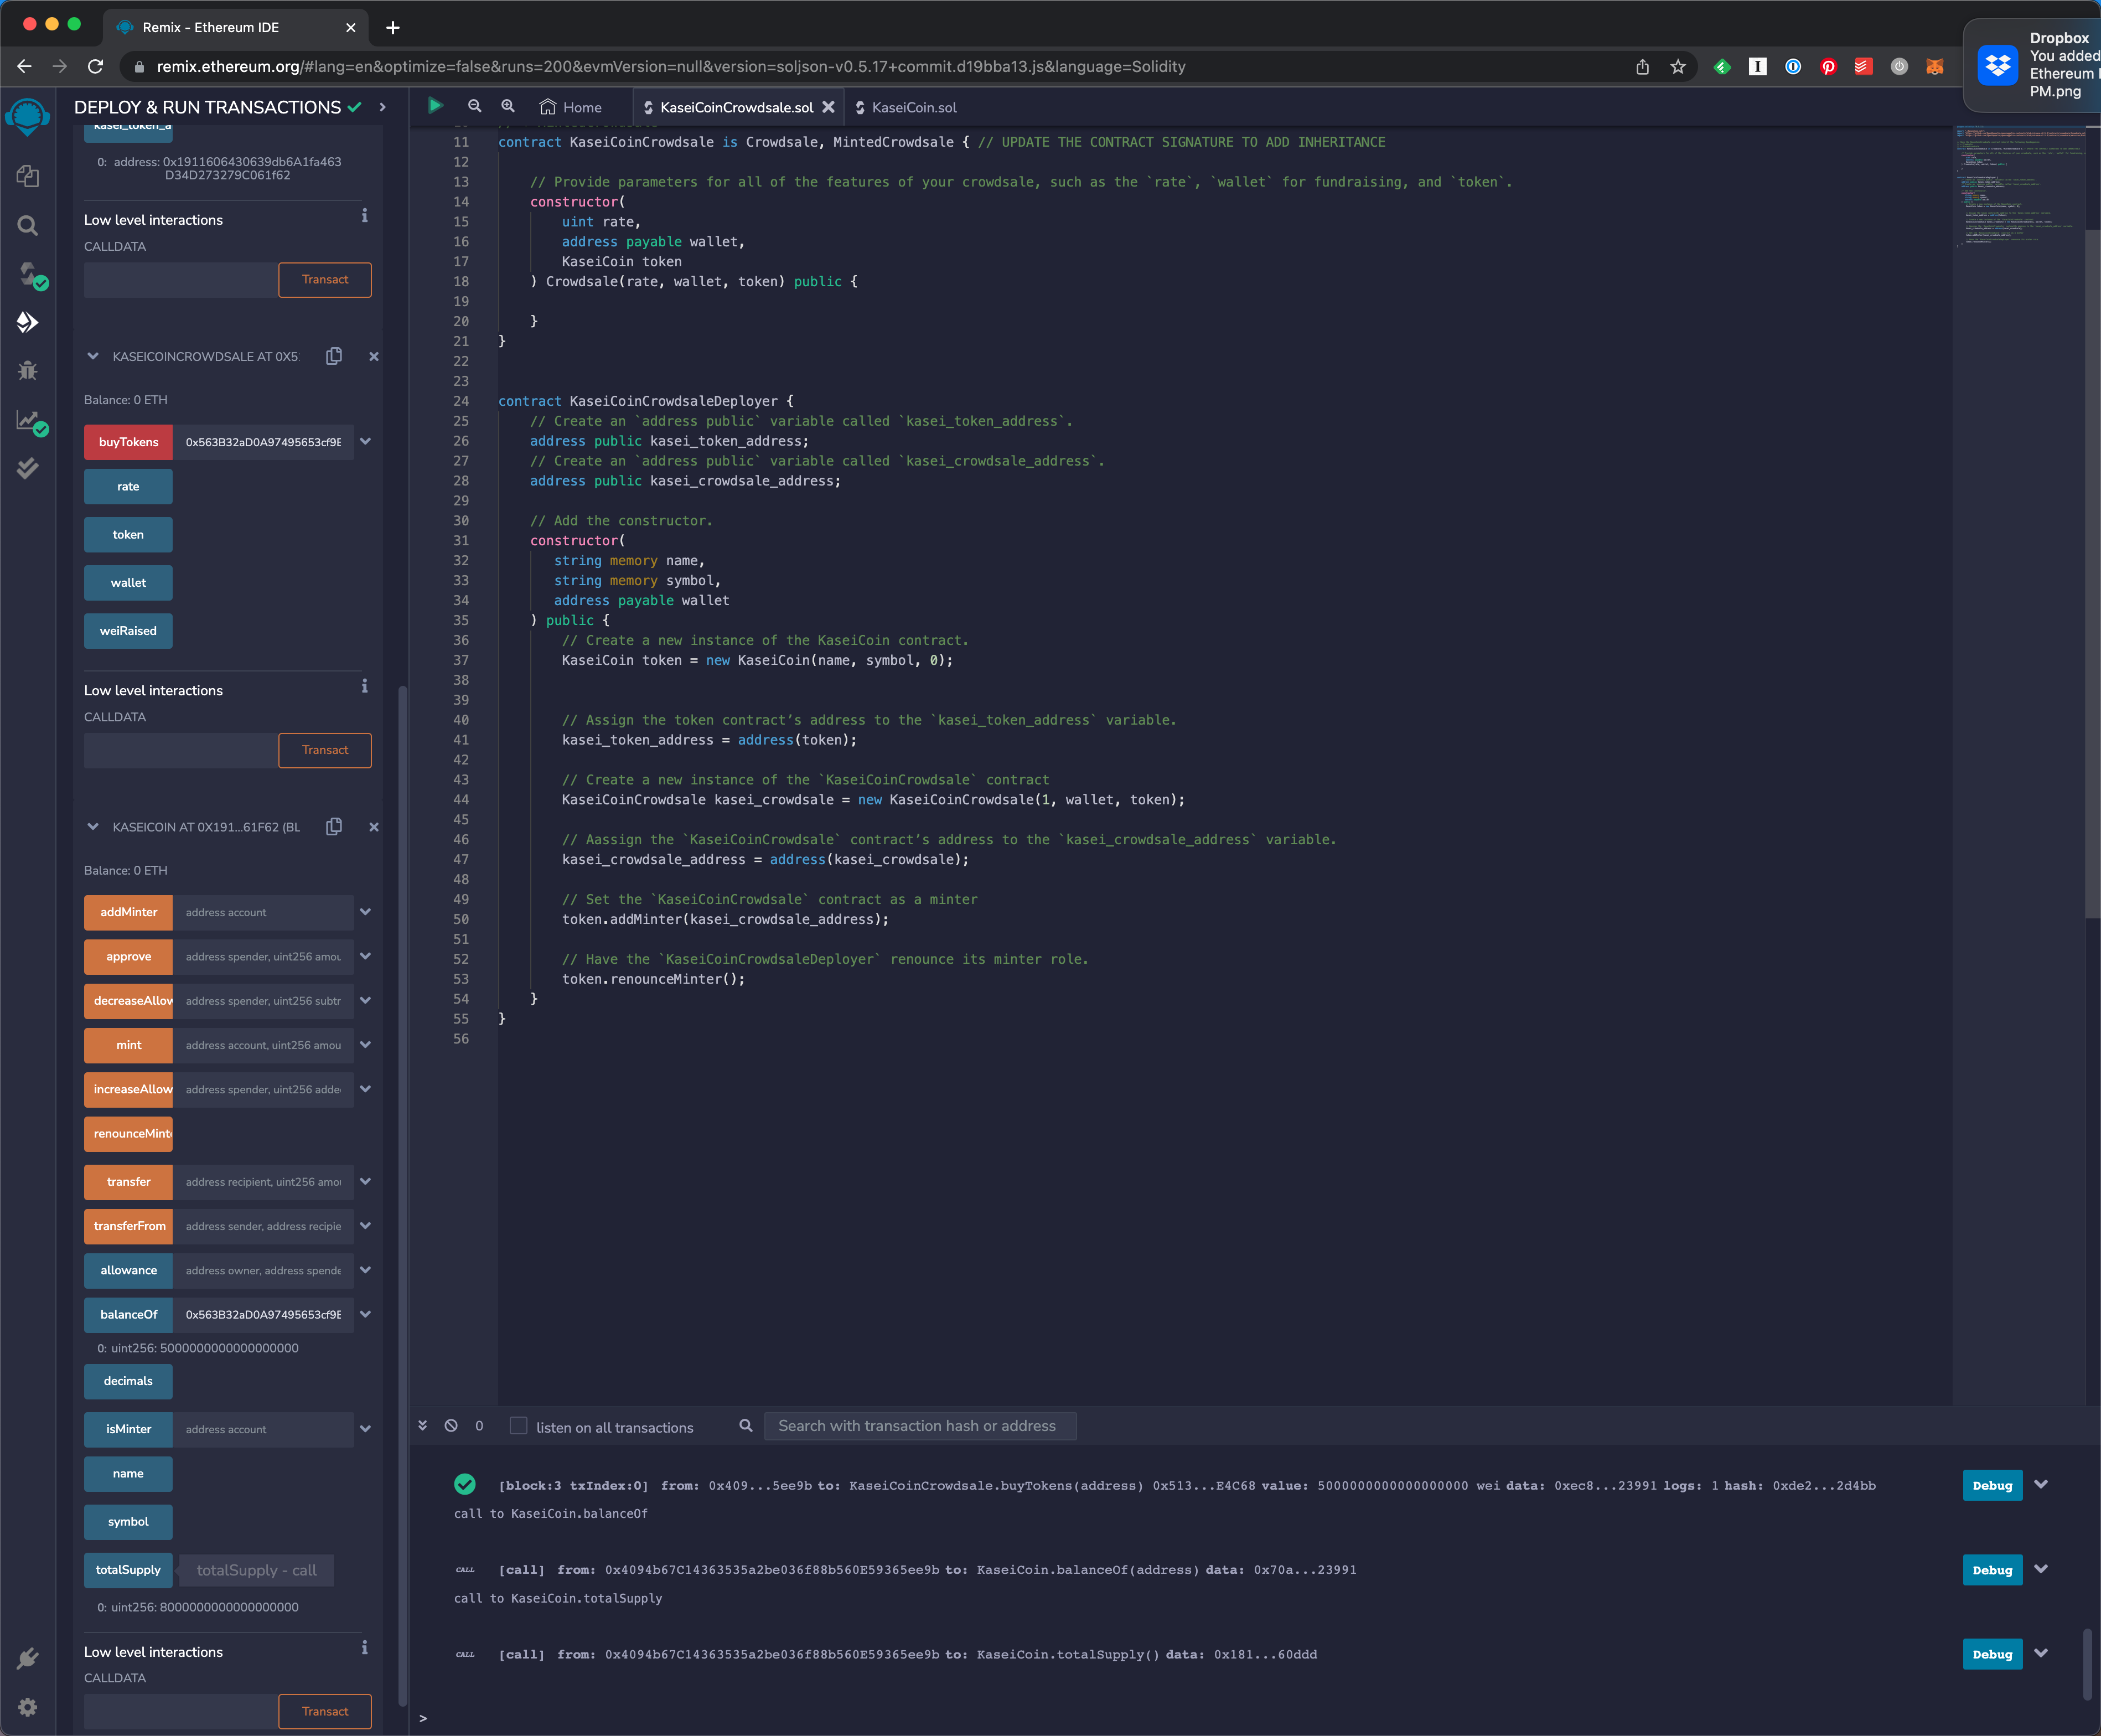 Remix - Ethereum IDE
remix.ethereum.org/#lang=en&optimize=false&runs=200&evmVersion=null&version=soljson-v0.5.17+commit.d19bba13.js&language=Solidity
Dropbox
You added
Ethereum
PM.png
DEPLOY & RUN TRANSACTIONS
kasei_token_a
0: address: 0x1911606430639db6A1fa463
D34D273279C061f62
Low level interactions
CALLDATA
Transact
KASEICOINCROWDSALE AT 0X5
Balance: 0 ETH
buyTokens 0x563B32aD0A97495653cf9E
rate
token
wallet
weiRaised
Low level interactions
CALLDATA
Transact
KASEICOIN AT 0X191...61F62 (BL
Balance: 0 ETH
addMinter address account
approve address spender, uint256 amou
decreaseAllow address spender, uint256 subtr
mint address account, uint256 amou
increaseAllow address spender, uint256 adde
renounceMint
transfer address recipient, uint256 amou
transferFrom address sender, address recipie
allowance address owner, address spende
balanceOf 0x563B32aD0A97495653cf9E
0: uint256: 5000000000000000000
decimals
isMinter address account
name
symbol
totalSupply totalSupply - call
0: uint256: 8000000000000000000
Low level interactions
CALLDATA
Transact
Home KaseiCoinCrowdsale.sol KaseiCoin.sol
11 contract KaseiCoinCrowdsale is Crowdsale, MintedCrowdsale { // UPDATE THE CONTRACT SIGNATURE TO ADD INHERITANCE
12
13 // Provide parameters for all of the features of your crowdsale, such as the `rate`, `wallet` for fundraising, and `token`.
14 constructor(
15 uint rate,
16 address payable wallet,
17 KaseiCoin token
18 ) Crowdsale(rate, wallet, token) public {
19
20 }
21 }
22
23
24 contract KaseiCoinCrowdsaleDeployer {
25 // Create an `address public` variable called `kasei_token_address`.
26 address public kasei_token_address;
27 // Create an `address public` variable called `kasei_crowdsale_address`.
28 address public kasei_crowdsale_address;
29
30 // Add the constructor.
31 constructor(
32 string memory name,
33 string memory symbol,
34 address payable wallet
35 ) public {
36 // Create a new instance of the KaseiCoin contract.
37 KaseiCoin token = new KaseiCoin(name, symbol, 0);
38
39
40 // Assign the token contract’s address to the `kasei_token_address` variable.
41 kasei_token_address = address(token);
42
43 // Create a new instance of the `KaseiCoinCrowdsale` contract
44 KaseiCoinCrowdsale kasei_crowdsale = new KaseiCoinCrowdsale(1, wallet, token);
45
46 // Aassign the `KaseiCoinCrowdsale` contract’s address to the `kasei_crowdsale_address` variable.
47 kasei_crowdsale_address = address(kasei_crowdsale);
48
49 // Set the `KaseiCoinCrowdsale` contract as a minter
50 token.addMinter(kasei_crowdsale_address);
51
52 // Have the `KaseiCoinCrowdsaleDeployer` renounce its minter role.
53 token.renounceMinter();
54 }
55 }
56
0 listen on all transactions Search with transaction hash or address
[block:3 txIndex:0] from: 0x409...5ee9b to: KaseiCoinCrowdsale.buyTokens(address) 0x513...E4C68 value: 5000000000000000000 wei data: 0xec8...23991 logs: 1 hash: 0xde2...2d4bb Debug
call to KaseiCoin.balanceOf
CALL [call] from: 0x4094b67C14363535a2be036f88b560E59365ee9b to: KaseiCoin.balanceOf(address) data: 0x70a...23991 Debug
call to KaseiCoin.totalSupply
CALL [call] from: 0x4094b67C14363535a2be036f88b560E59365ee9b to: KaseiCoin.totalSupply() data: 0x181...60ddd Debug
>